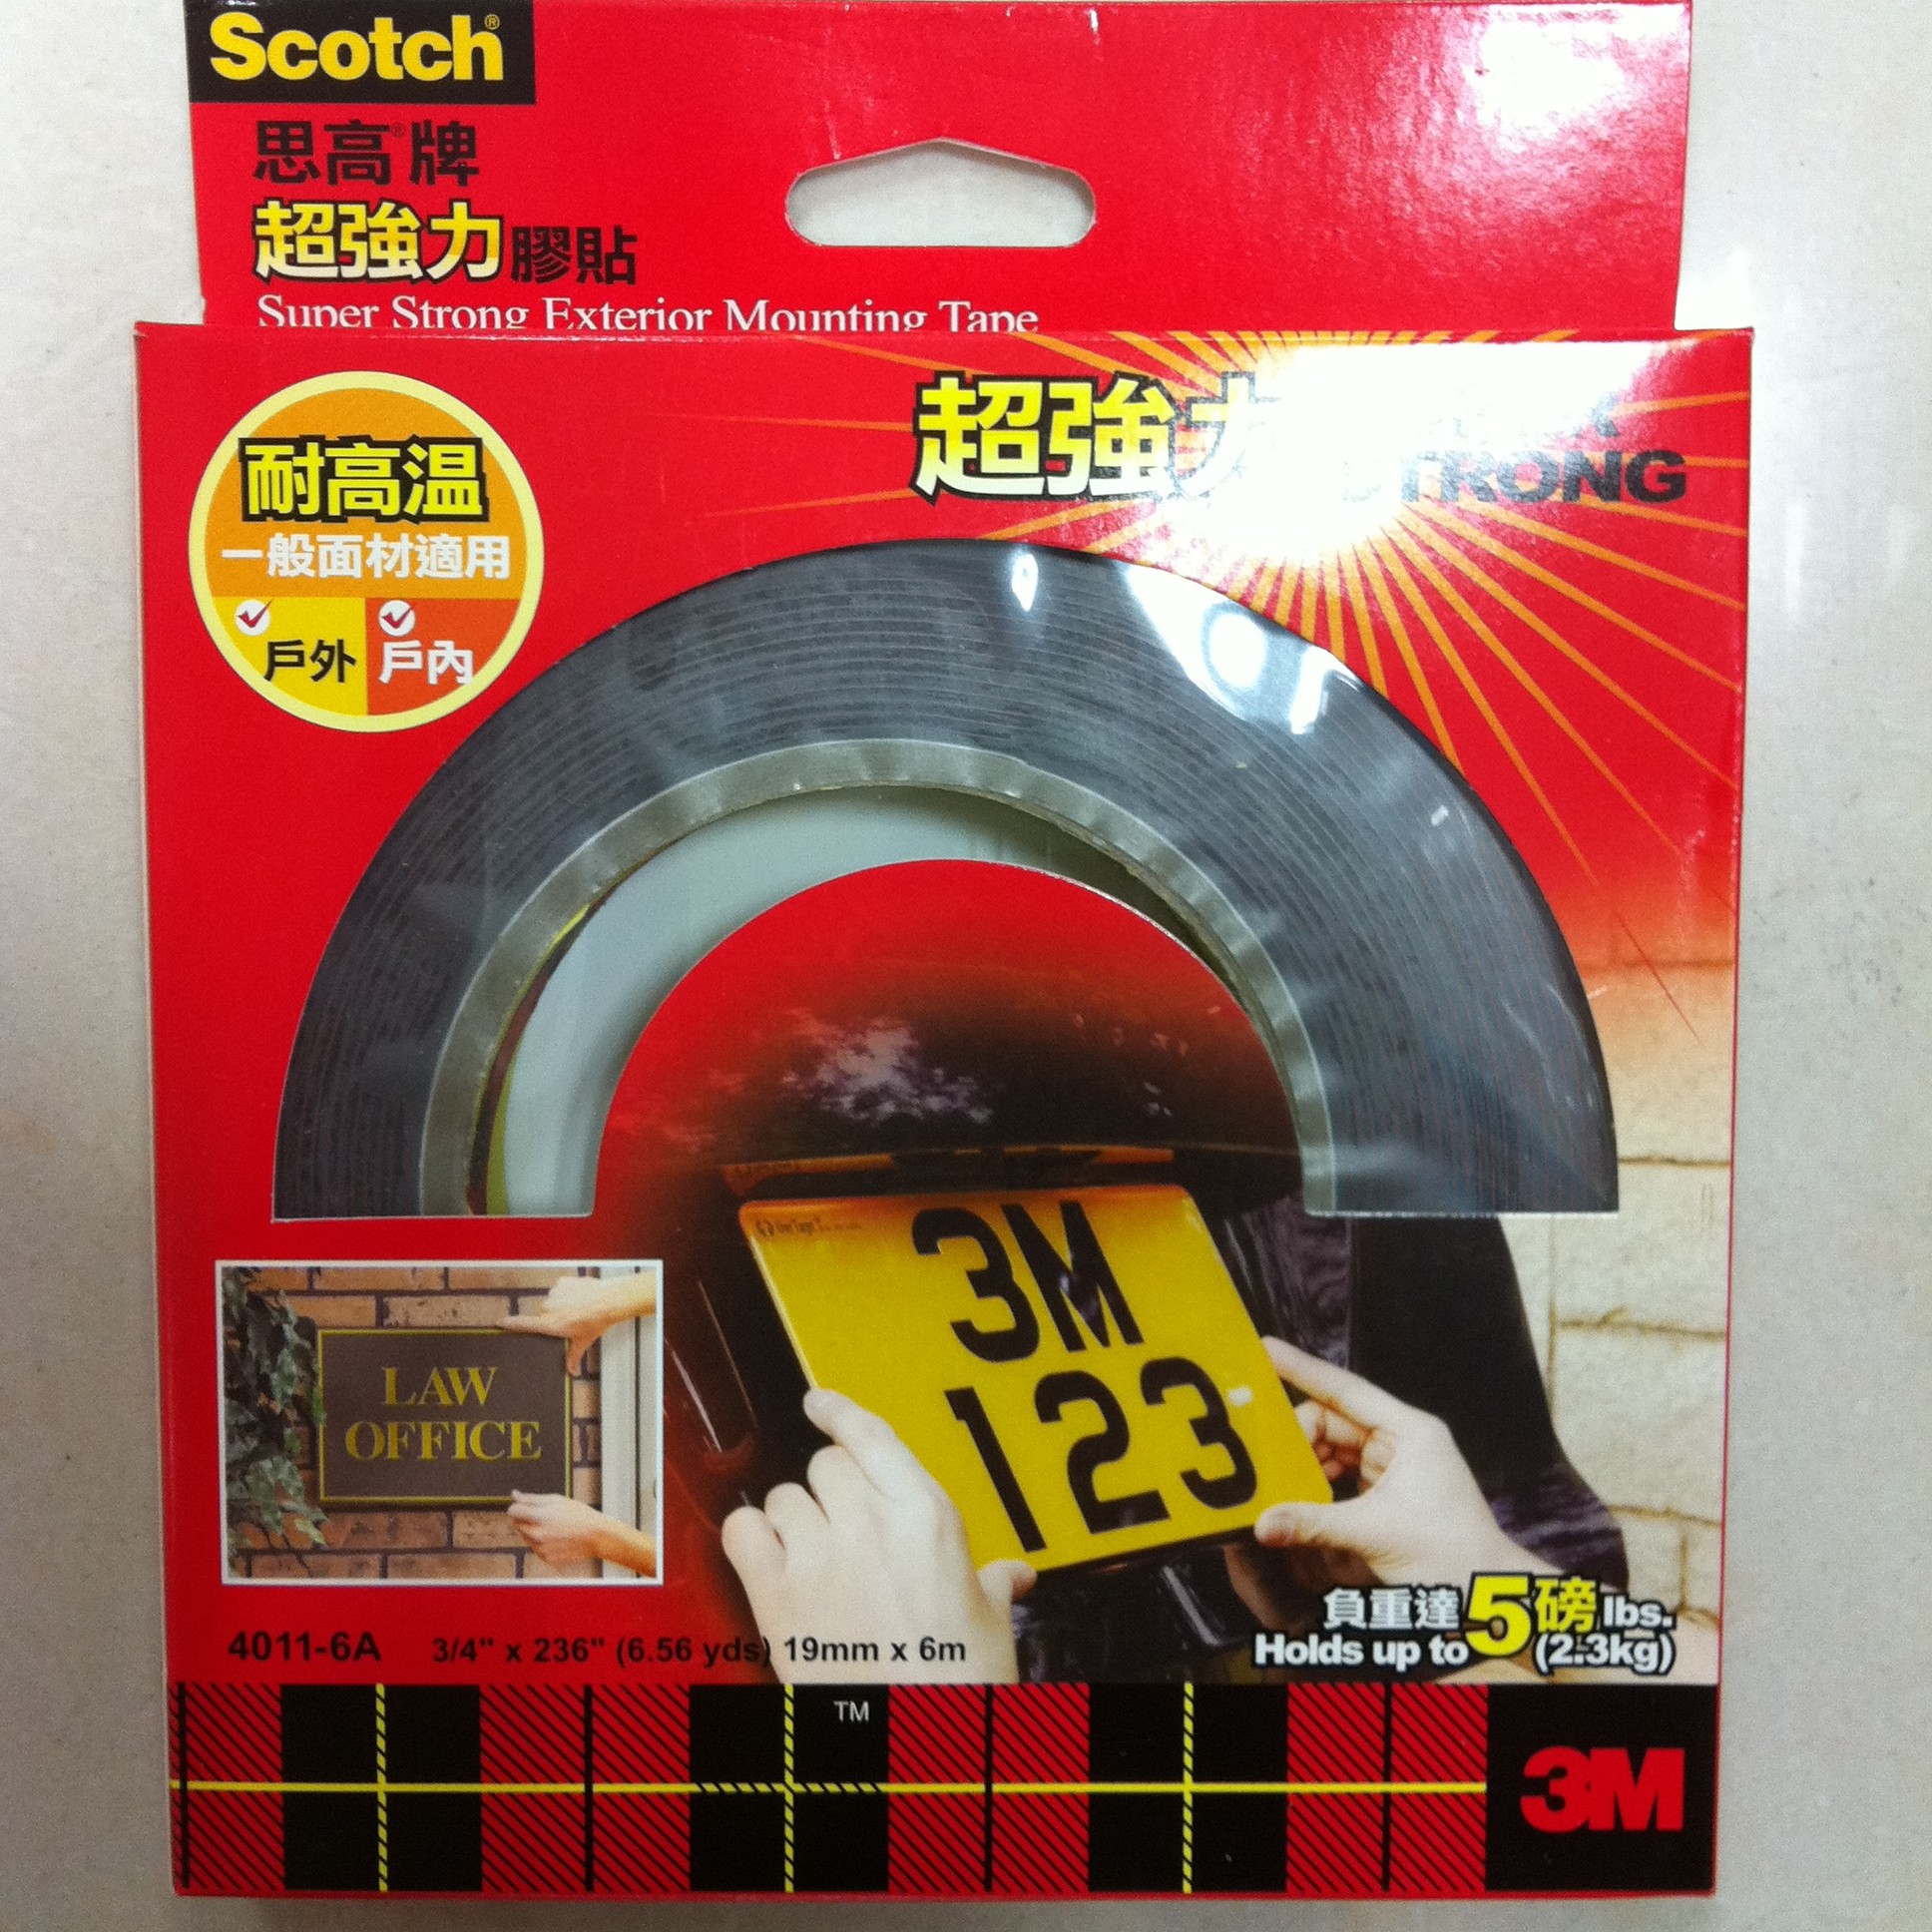 Scotch®
思高®牌
超強力膠貼
Super Strong Exterior Mounting Tape
超強力
STRONG
耐高温
一般面材適用
戶外 戶內
3M
123
LAW
OFFICE
負重達5磅lbs.
Holds up to (2.3kg)
4011-6A 3/4" x 236" (6.56 yds) 19mm x 6m
TM
3M